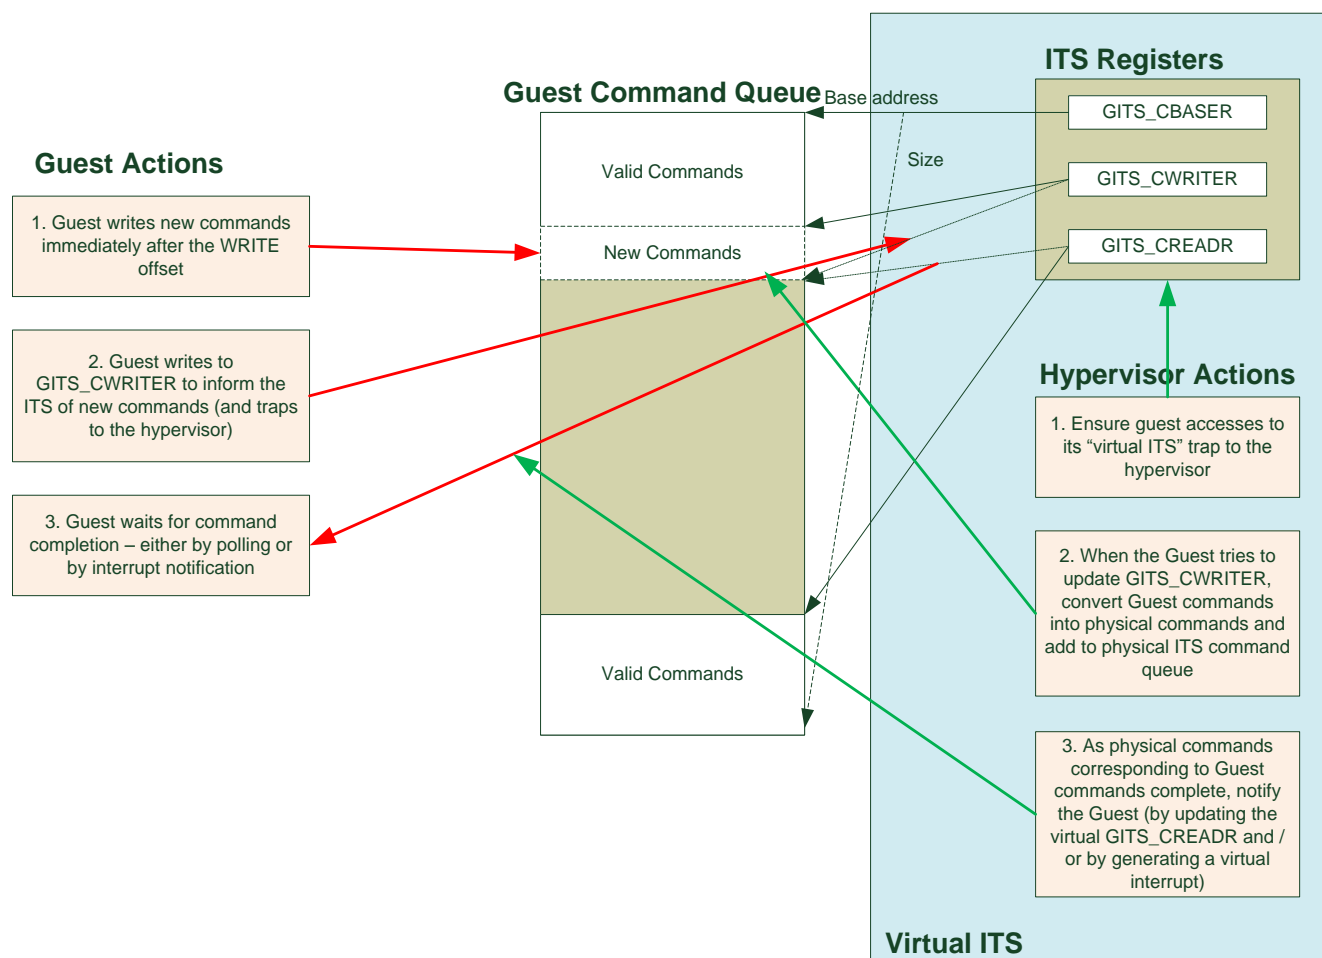 ITS Registers
Guest Command Queue
Base address
GITS_CBASER
Size
Valid Commands
GITS_CWRITER
New Commands
GITS_CREADR
Guest Actions
1. Guest writes new commands
immediately after the WRITE
offset
2. Guest writes to
GITS_CWRITER to inform the
ITS of new commands (and traps
to the hypervisor)
3. Guest waits for command
completion – either by polling or
by interrupt notification
Valid Commands
Hypervisor Actions
1. Ensure guest accesses to
its “virtual ITS” trap to the
hypervisor
2. When the Guest tries to
update GITS_CWRITER,
convert Guest commands
into physical commands and
add to physical ITS command
queue
3. As physical commands
corresponding to Guest
commands complete, notify
the Guest (by updating the
virtual GITS_CREADR and /
or by generating a virtual
interrupt)
Virtual ITS